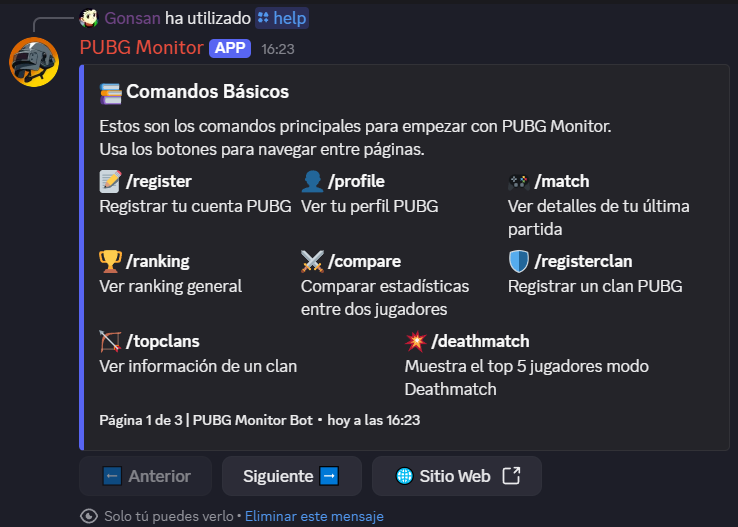 Gonsan ha utilizado help
PUBG Monitor APP 16:23
Comandos Básicos
Estos son los comandos principales para empezar con PUBG Monitor.
Usa los botones para navegar entre páginas.
/register
Registrar tu cuenta PUBG
/profile
Ver tu perfil PUBG
/match
Ver detalles de tu última
partida
/ranking
Ver ranking general
/compare
Comparar estadísticas
entre dos jugadores
/registerclan
Registrar un clan PUBG
/topclans
Ver información de un clan
/deathmatch
Muestra el top 5 jugadores modo
Deathmatch
Página 1 de 3 | PUBG Monitor Bot • hoy a las 16:23
Anterior
Siguiente
Sitio Web
Solo tú puedes verlo • Eliminar este mensaje